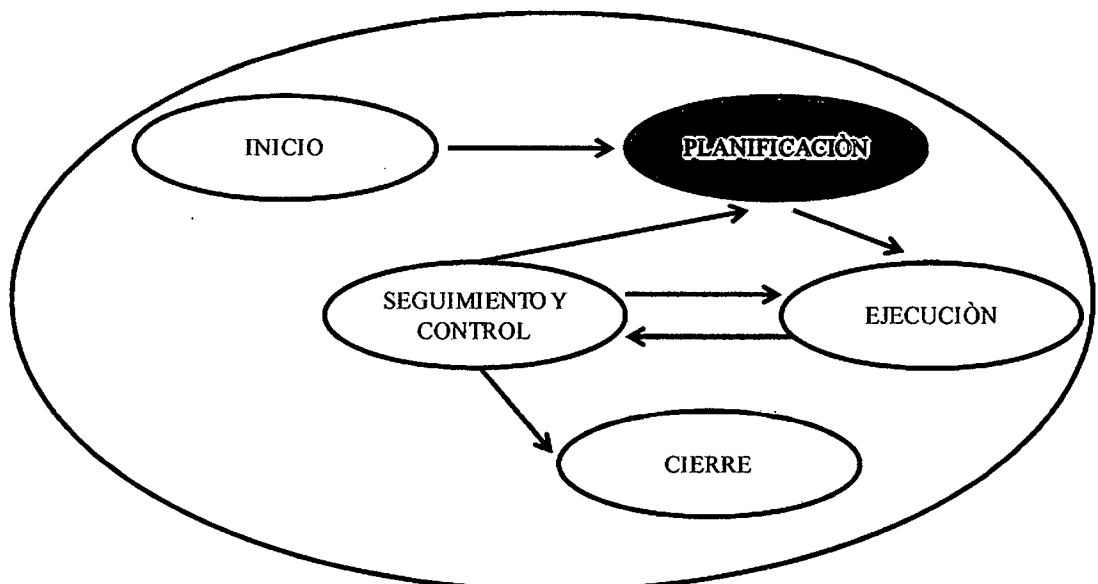 INICIO
PLANIFICACIÒN
SEGUIMIENTO Y
CONTROL
EJECUCIÒN
CIERRE